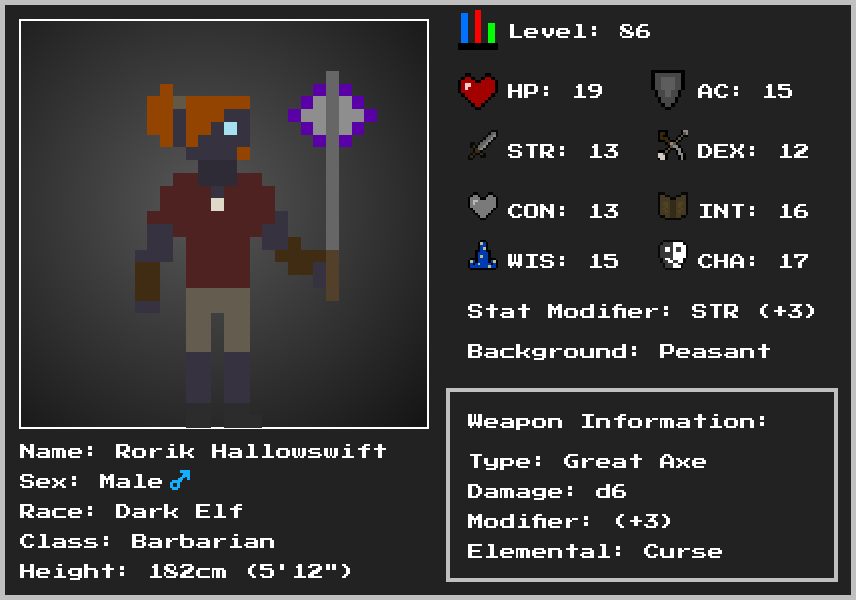 Level: 86
HP: 19 AC: 15
STR: 13 DEX: 12
CON: 13 INT: 16
WIS: 15 CHA: 17
Stat Modifier: STR (+3)
Background: Peasant
Weapon Information:
Type: Great Axe
Damage: d6
Modifier: (+3)
Elemental: Curse
Name: Rorik Hallowswift
Sex: Male♂
Race: Dark Elf
Class: Barbarian
Height: 182cm (5'12")